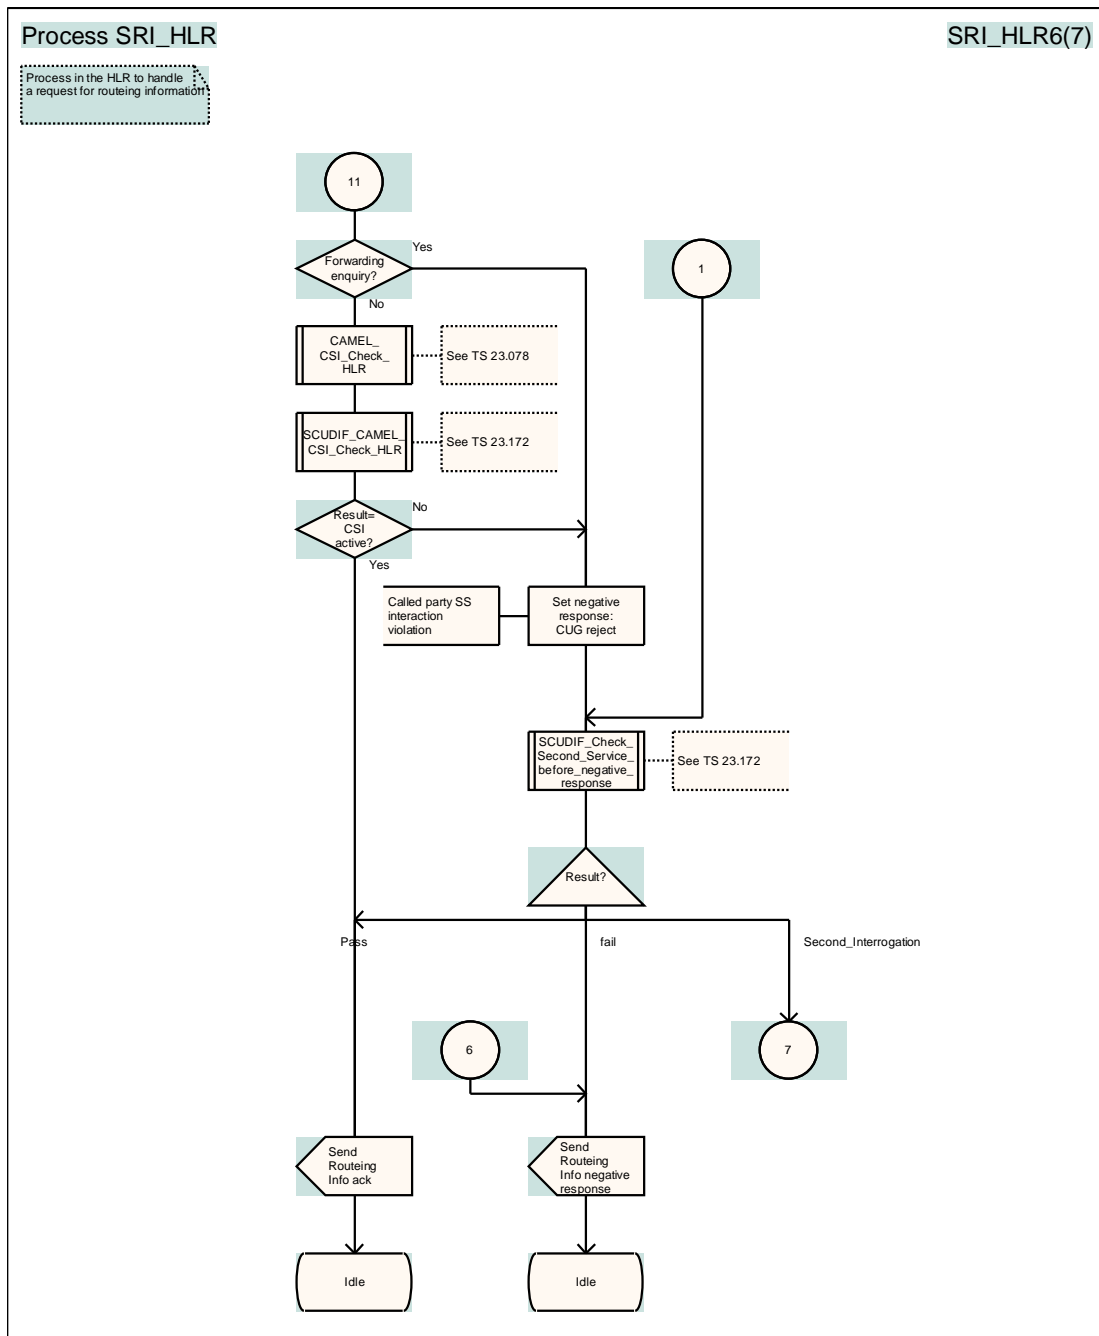 Process SRI_HLR
SRI_HLR6(7)
Process in the HLR to handle
a request for routeing information
11
Yes
Forwarding
enquiry?
1
No
CAMEL_
CSI_Check_
HLR
See TS 23.078
SCUDIF_CAMEL_
CSI_Check_HLR
See TS 23.172
No
Result=
CSI
active?
Yes
Called party SS
interaction
violation
Set negative
response:
CUG reject
SCUDIF_Check_
Second_Service_
before_negative_
response
See TS 23.172
Result?
Pass
fail
Second_Interrogation
6
7
Send
Routeing
Info ack
Send
Routeing
Info negative
response
Idle
Idle